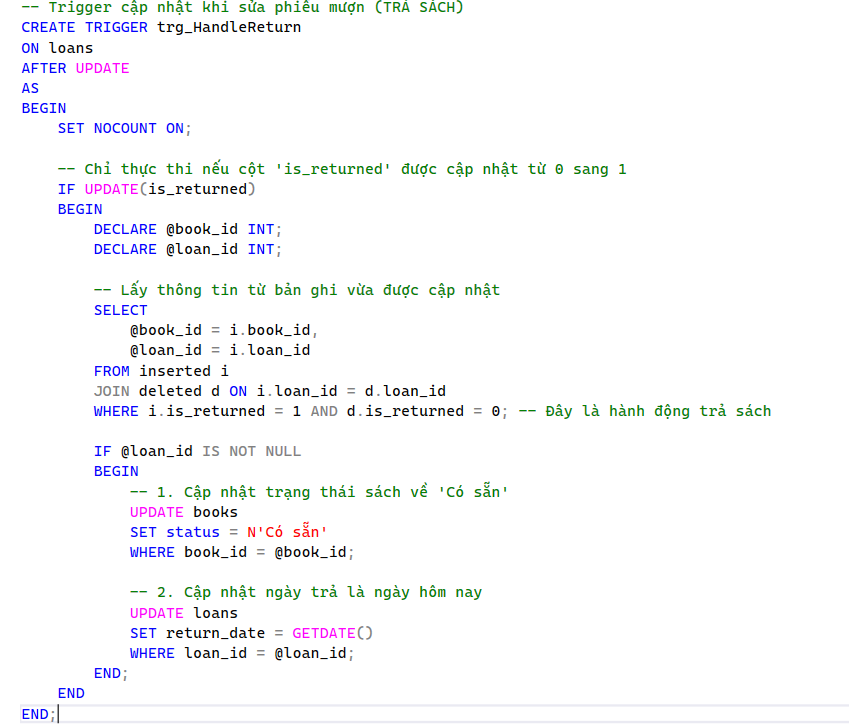 -- Trigger cập nhật khi sửa phiếu mượn (TRẢ SÁCH)
CREATE TRIGGER trg_HandleReturn
ON loans
AFTER UPDATE
AS
BEGIN
    SET NOCOUNT ON;

    -- Chỉ thực thi nếu cột 'is_returned' được cập nhật từ 0 sang 1
    IF UPDATE(is_returned)
    BEGIN
        DECLARE @book_id INT;
        DECLARE @loan_id INT;

        -- Lấy thông tin từ bản ghi vừa được cập nhật
        SELECT
            @book_id = i.book_id,
            @loan_id = i.loan_id
        FROM inserted i
        JOIN deleted d ON i.loan_id = d.loan_id
        WHERE i.is_returned = 1 AND d.is_returned = 0; -- Đây là hành động trả sách

        IF @loan_id IS NOT NULL
        BEGIN
            -- 1. Cập nhật trạng thái sách về 'Có sẵn'
            UPDATE books
            SET status = N'Có sẵn'
            WHERE book_id = @book_id;

            -- 2. Cập nhật ngày trả là ngày hôm nay
            UPDATE loans
            SET return_date = GETDATE()
            WHERE loan_id = @loan_id;
        END;
    END
END;